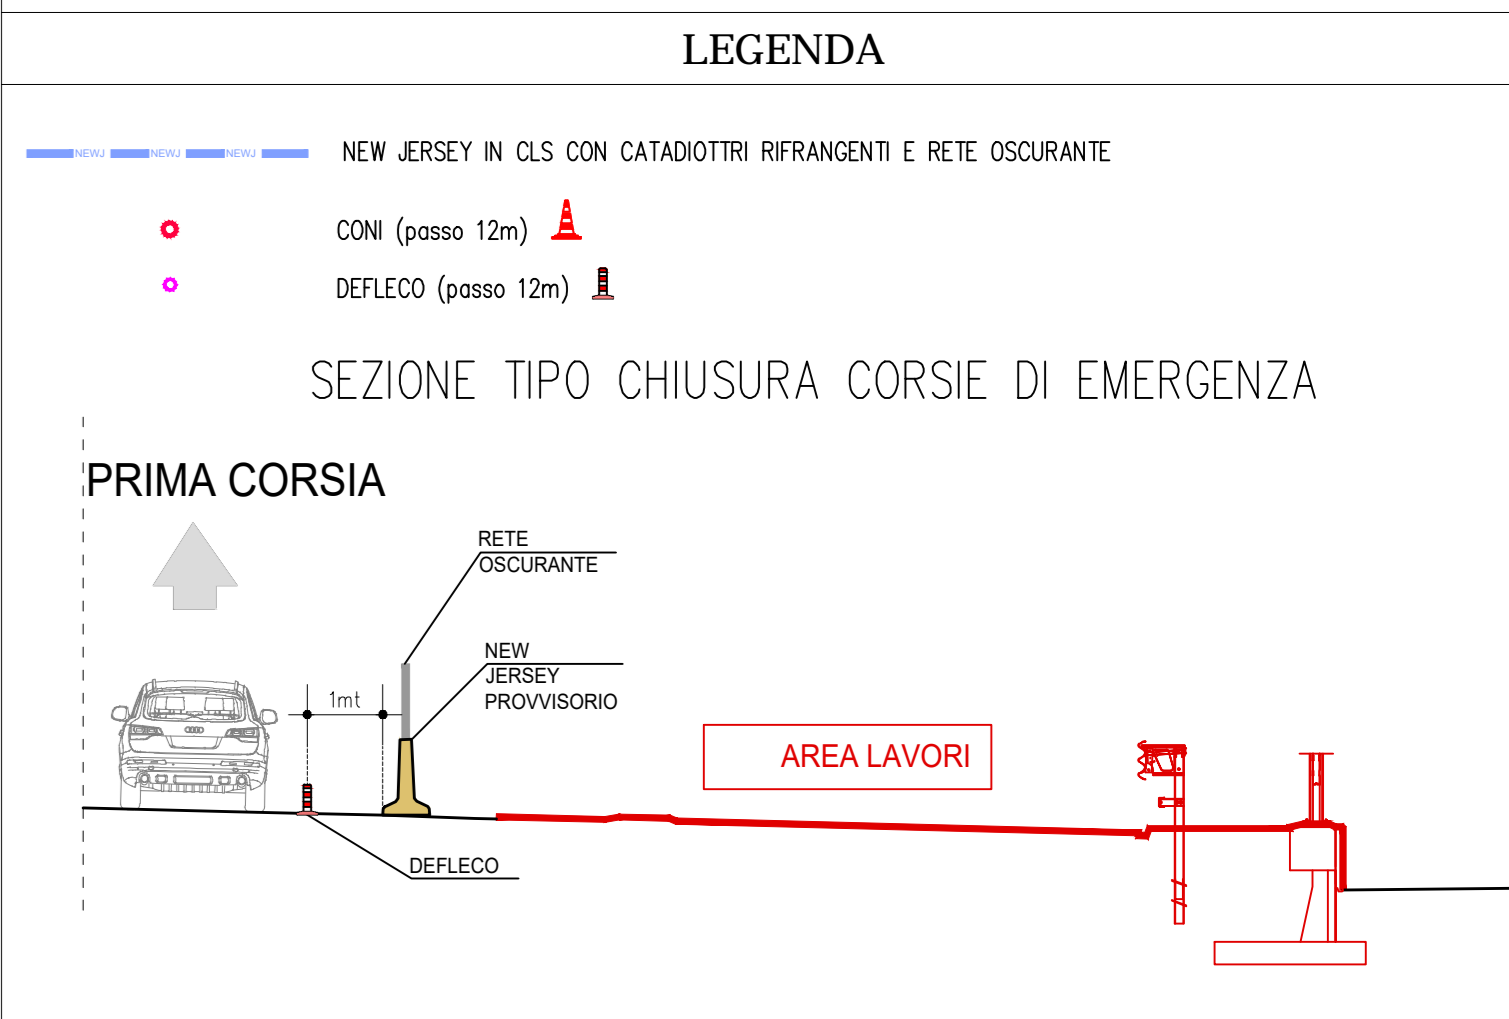 LEGENDA
NEWJ NEWJ NEWJ
NEW JERSEY IN CLS CON CATADIOTTRI RIFRANGENTI E RETE OSCURANTE
CONI (passo 12m)
DEFLECO (passo 12m)
SEZIONE TIPO CHIUSURA CORSIE DI EMERGENZA
PRIMA CORSIA
RETE
OSCURANTE
NEW
JERSEY
PROVVISORIO
1mt
AREA LAVORI
DEFLECO